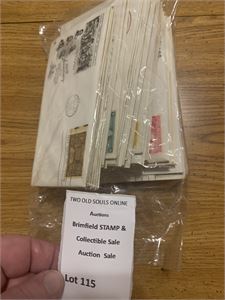 TWO OLD SOULS ONLINE
Auctions
Brimfield STAMP &
Collectible Sale
Auction Sale
Lot 115